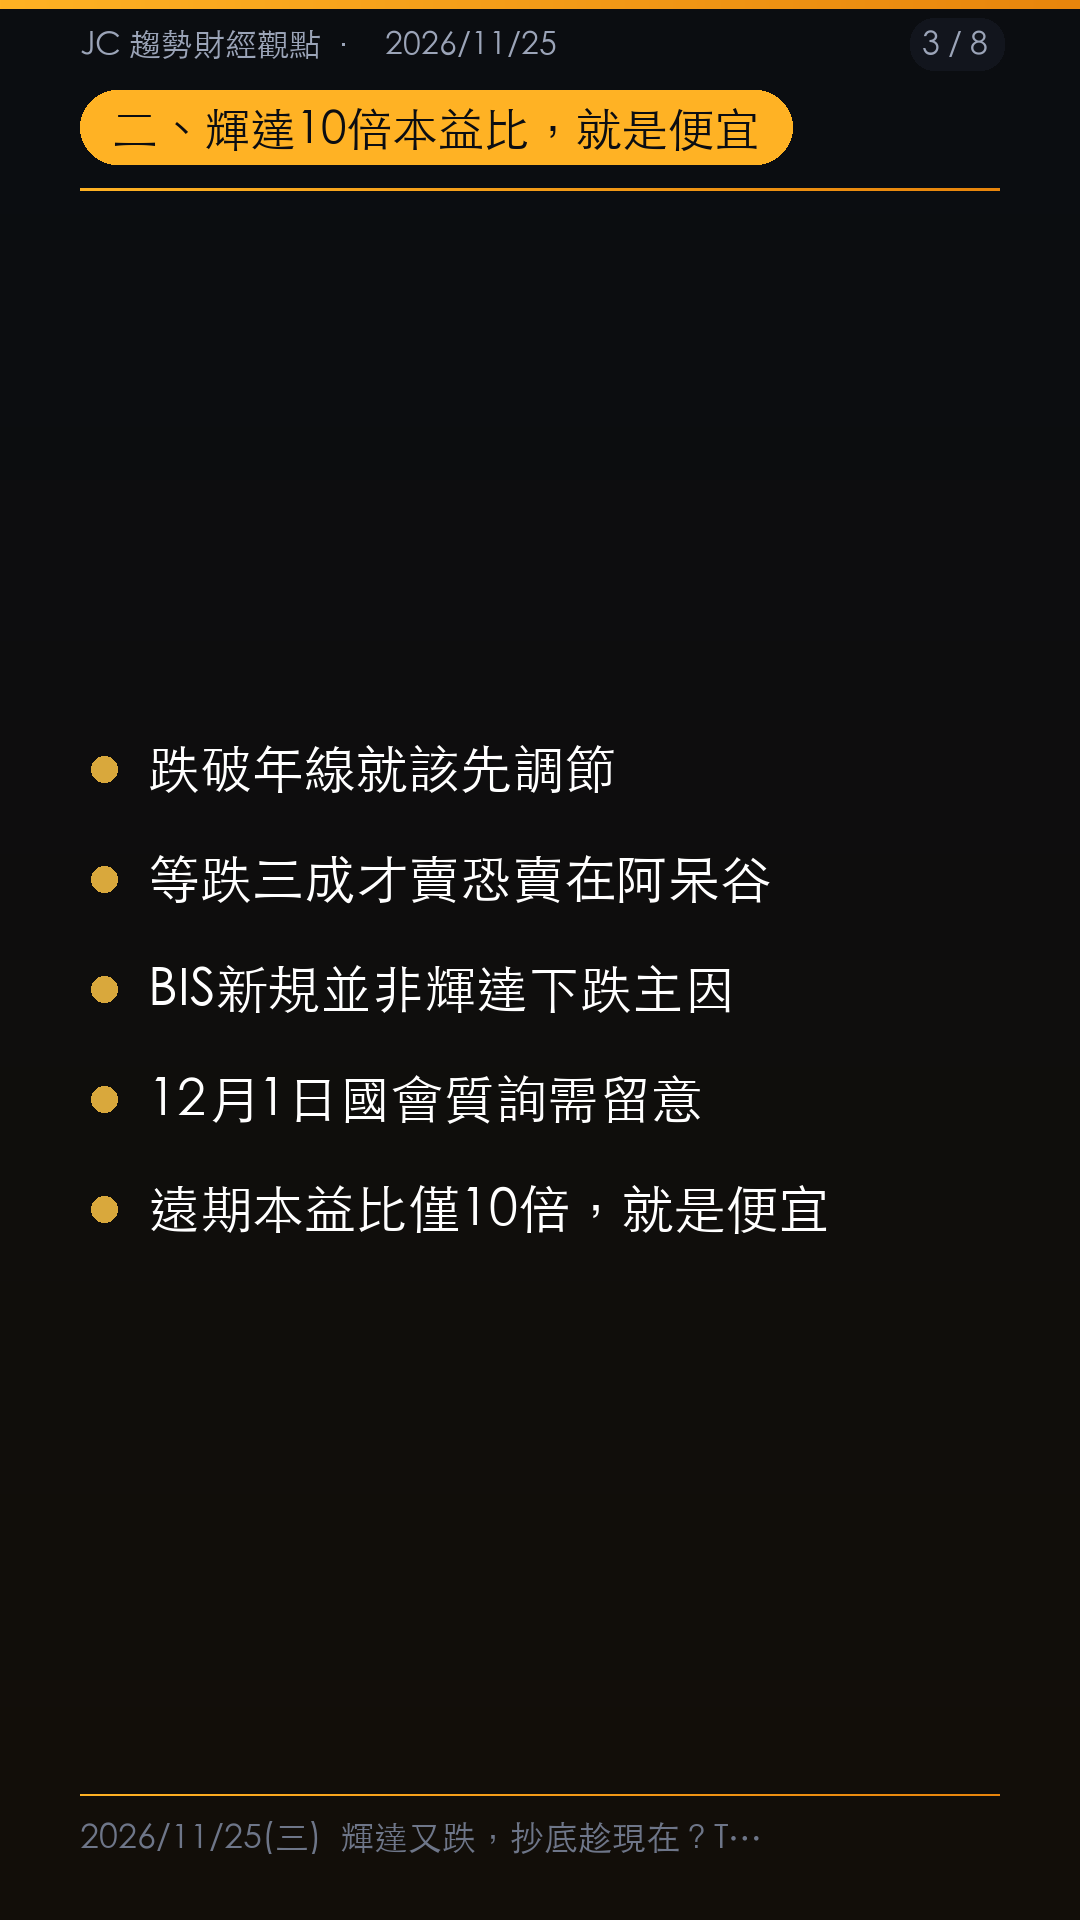 JC 趨勢財經觀點 · 2026/11/25
3 / 8
二、輝達10倍本益比，就是便宜
跌破年線就該先調節
等跌三成才賣恐賣在阿呆谷
BIS新規並非輝達下跌主因
12月1日國會質詢需留意
遠期本益比僅10倍，就是便宜
2026/11/25(三) 輝達又跌，抄底趁現在？T⋯